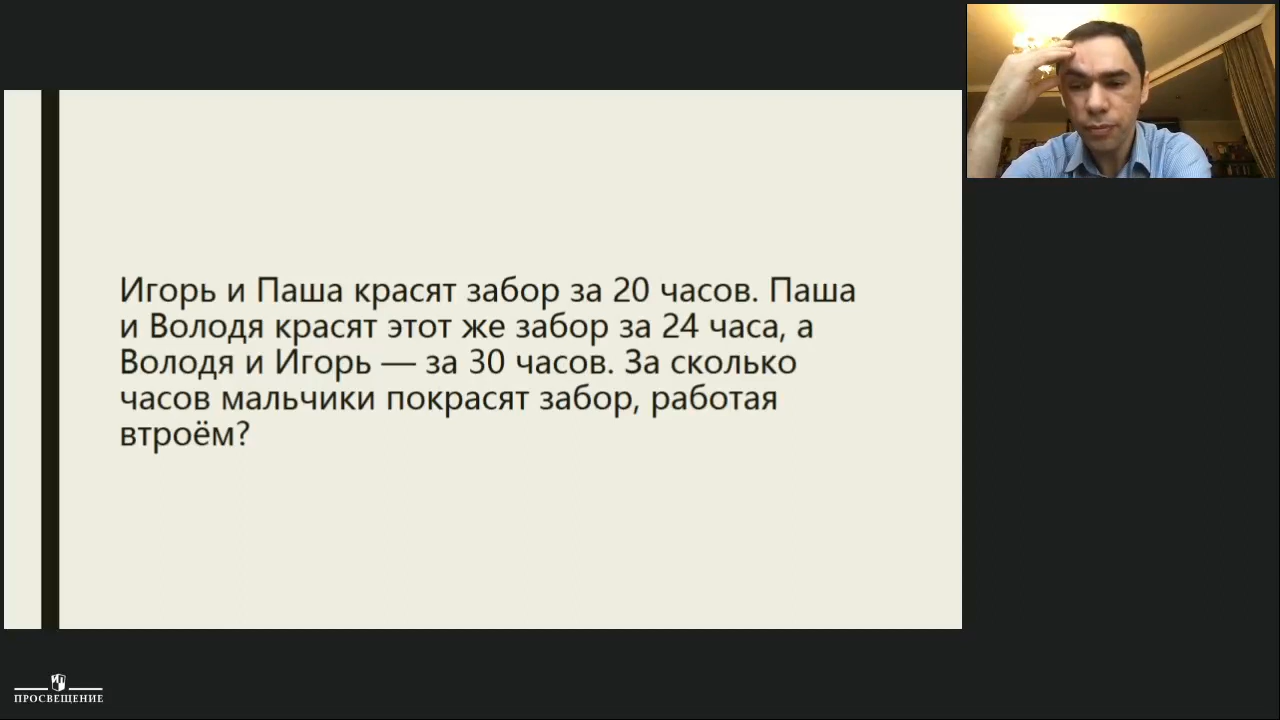 Игорь и Паша красят забор за 20 часов. Паша
и Володя красят этот же забор за 24 часа, а
Володя и Игорь — за 30 часов. За сколько
часов мальчики покрасят забор, работая
втроём?
ПРОСВЕЩЕНИЕ